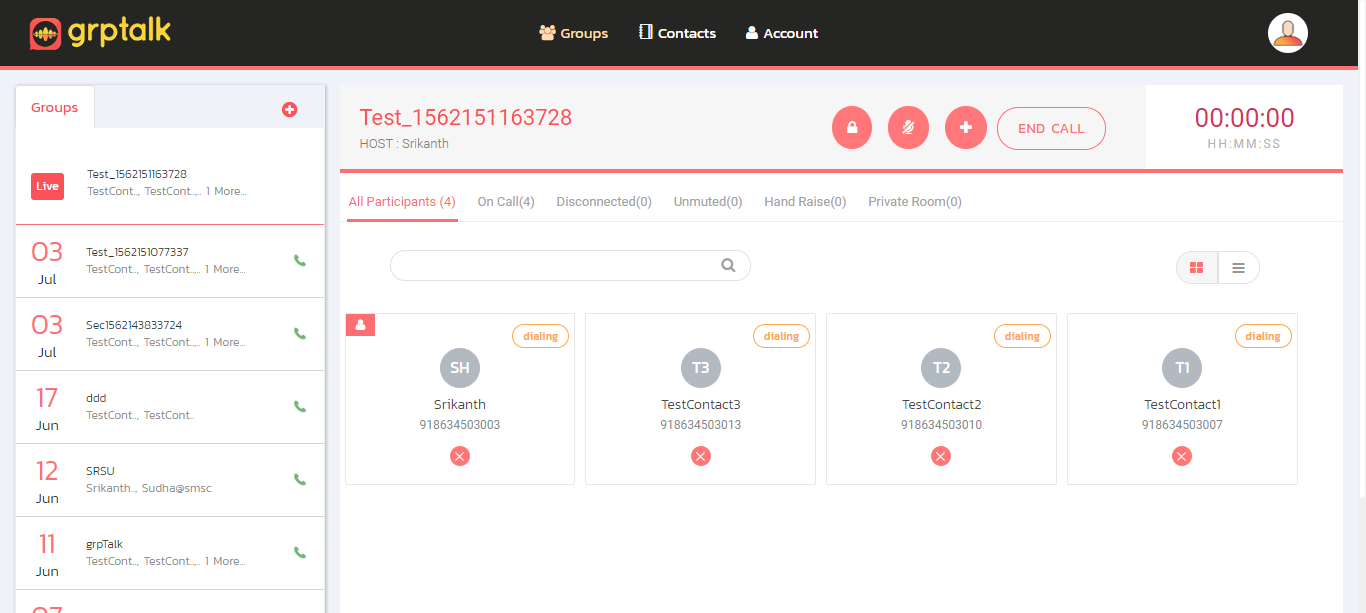 grptalk
Groups Contacts Account
Groups
Live
Test_1562151163728
TestCont.., TestCont..,.. 1 More...
03
Jul
Test_1562151077337
TestCont.., TestCont..,.. 1 More...
03
Jul
Sec1562143833724
TestCont.., TestCont..,.. 1 More...
17
Jun
ddd
TestCont.., TestCont..
12
Jun
SRSU
Srikanth.., Sudha@smsc
11
Jun
grpTalk
TestCont.., TestCont..,.. 1 More...
Test_1562151163728
HOST : Srikanth
END CALL
00:00:00
HH:MM:SS
All Participants (4) On Call(4) Disconnected(0) Unmuted(0) Hand Raise(0) Private Room(0)
dialing
SH
Srikanth
918634503003
dialing
T3
TestContact3
918634503013
dialing
T2
TestContact2
918634503010
dialing
T1
TestContact1
918634503007